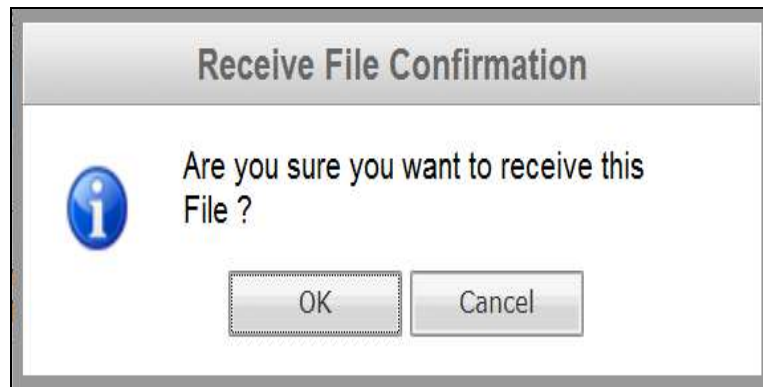 Receive File Confirmation
Are you sure you want to receive this
File ?
OK
Cancel